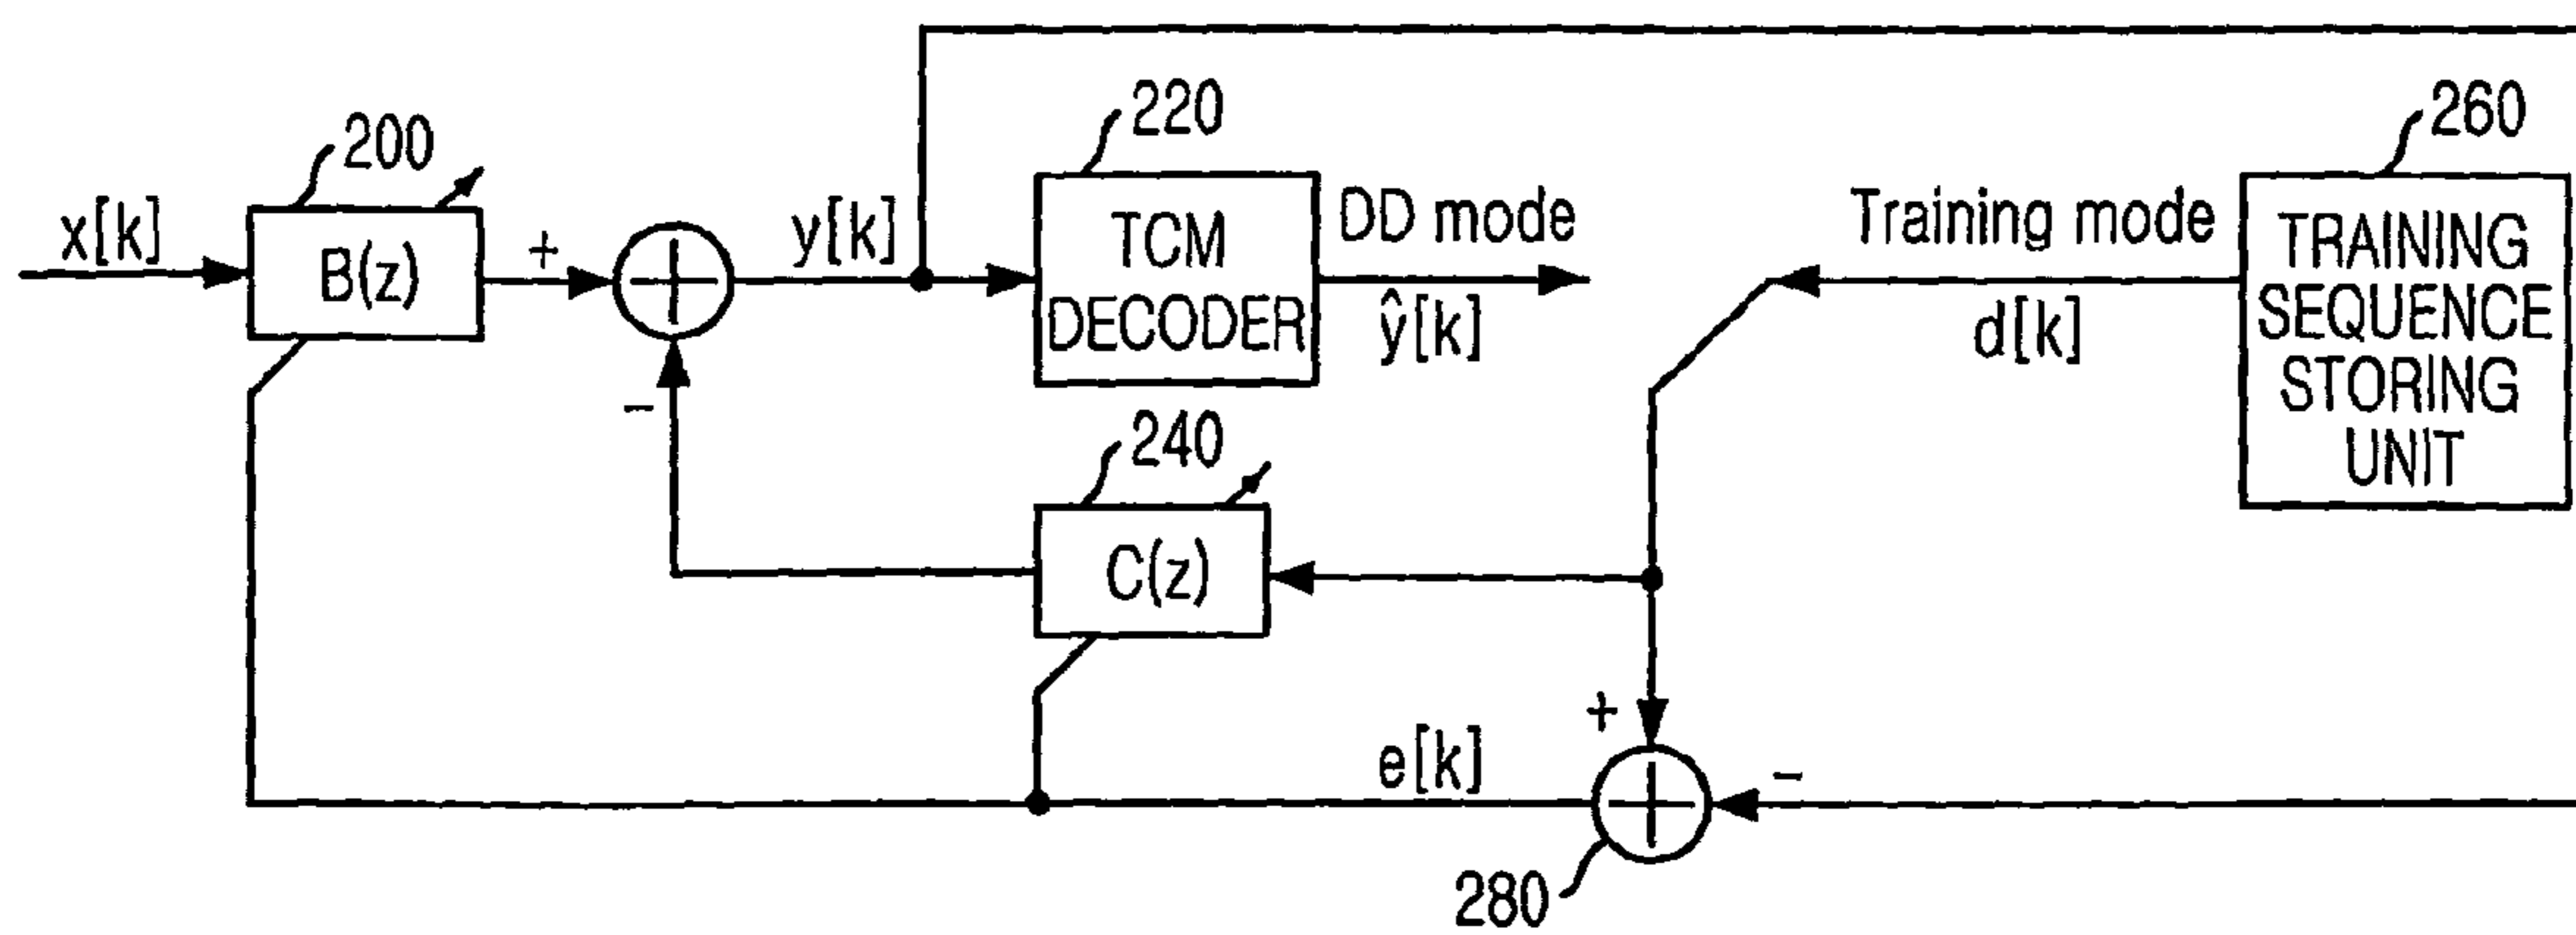 220
260
200
x[k]
B(z)
+
y[k]
TCM
DECODER
DD mode
ŷ[k]
Training mode
d[k]
TRAINING
SEQUENCE
STORING
UNIT
-
240
C(z)
+
e[k]
-
280